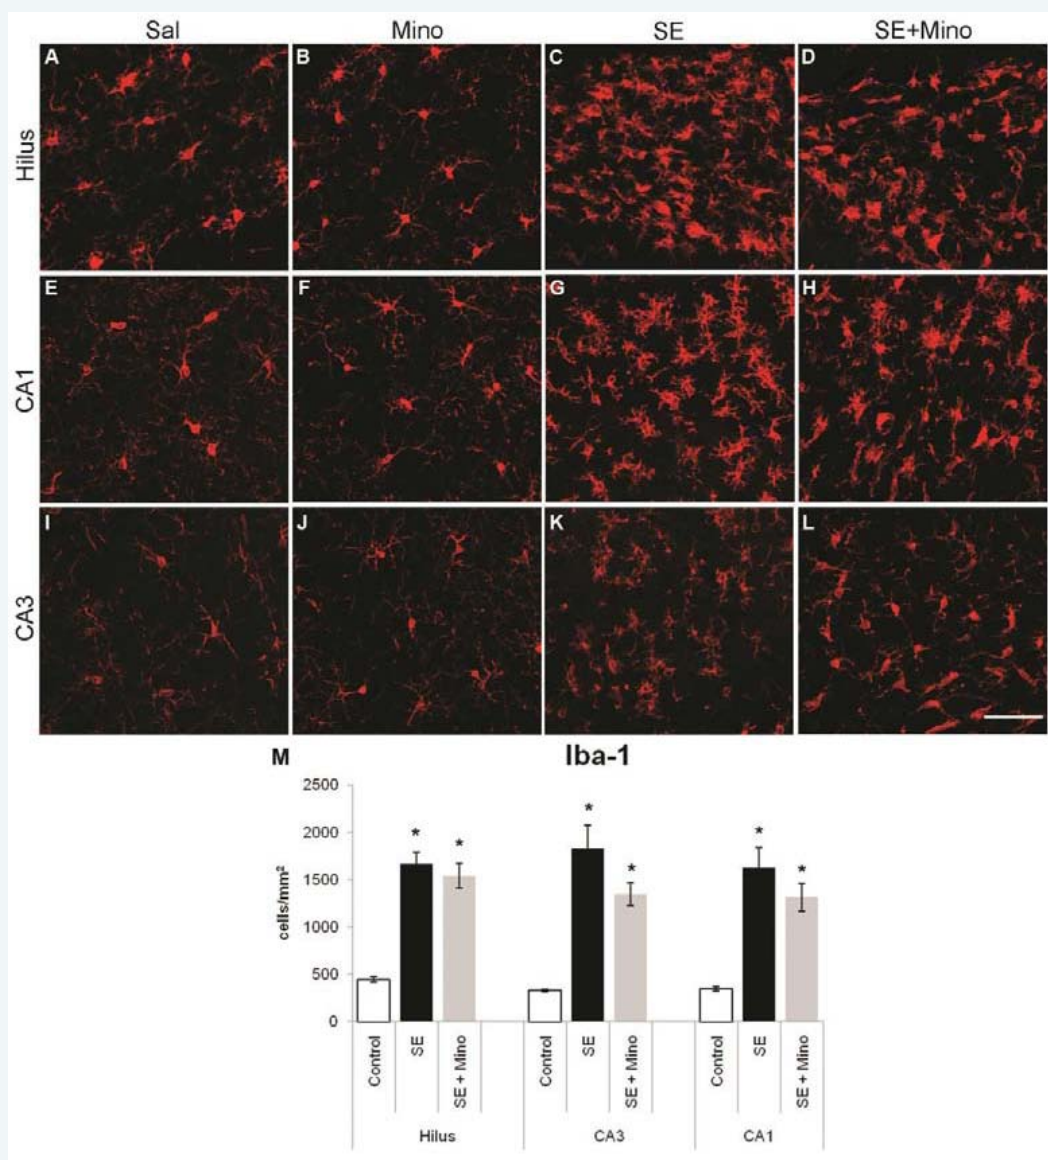 Sal Mino SE SE+Mino
A B C D
Hilus
E F G H
CA1
I J K L
CA3
M Iba-1
cells/mm²
2500
2000
1500
1000
500
0
* * * * * *
Control SE SE + Mino Control SE SE + Mino Control SE SE + Mino
Hilus CA3 CA1